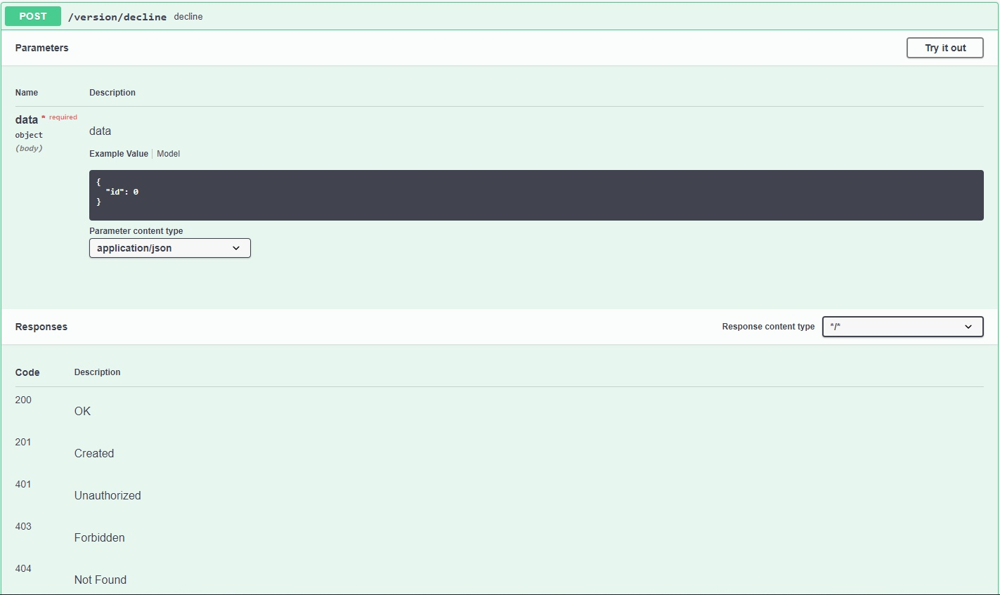 POST /version/decline decline
Parameters Try it out
Name Description
data * required
object
(body)
data
Example Value Model
{
"id": 0
}
Parameter content type
application/json
Responses Response content type */*
Code Description
200
OK
201
Created
401
Unauthorized
403
Forbidden
404
Not Found